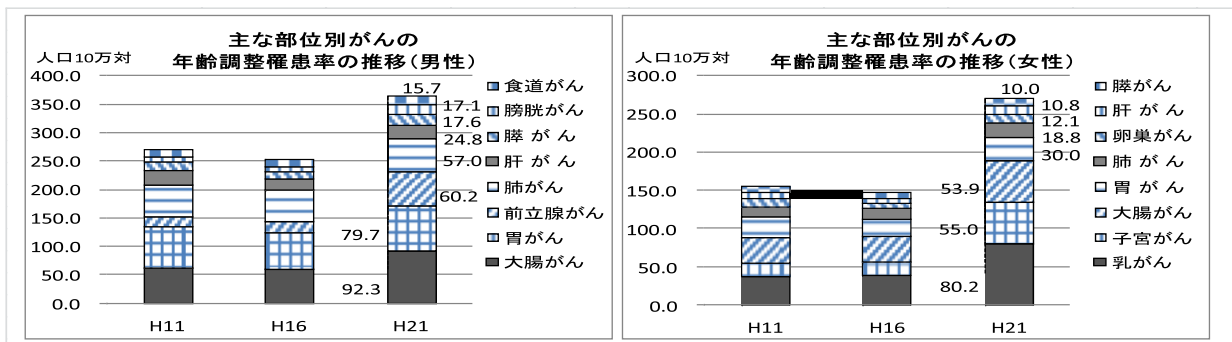 主な部位別がんの
年齢調整罹患率の推移(男性)
人口10万対
400.0
350.0
300.0
250.0
200.0
150.0
100.0
50.0
0.0
15.7
17.1
17.6
24.8
57.0
60.2
79.7
92.3
H11
H16
H21
食道がん
膀胱がん
膵 が ん
肝 が ん
肺がん
前立腺がん
胃がん
大腸がん
主な部位別がんの
年齢調整罹患率の推移(女性)
人口10万対
300.0
250.0
200.0
150.0
100.0
50.0
0.0
10.0
10.8
12.1
18.8
30.0
53.9
55.0
80.2
H11
H16
H21
膵がん
肝 が ん
卵巣がん
肺 が ん
胃 が ん
大腸がん
子宮がん
乳がん